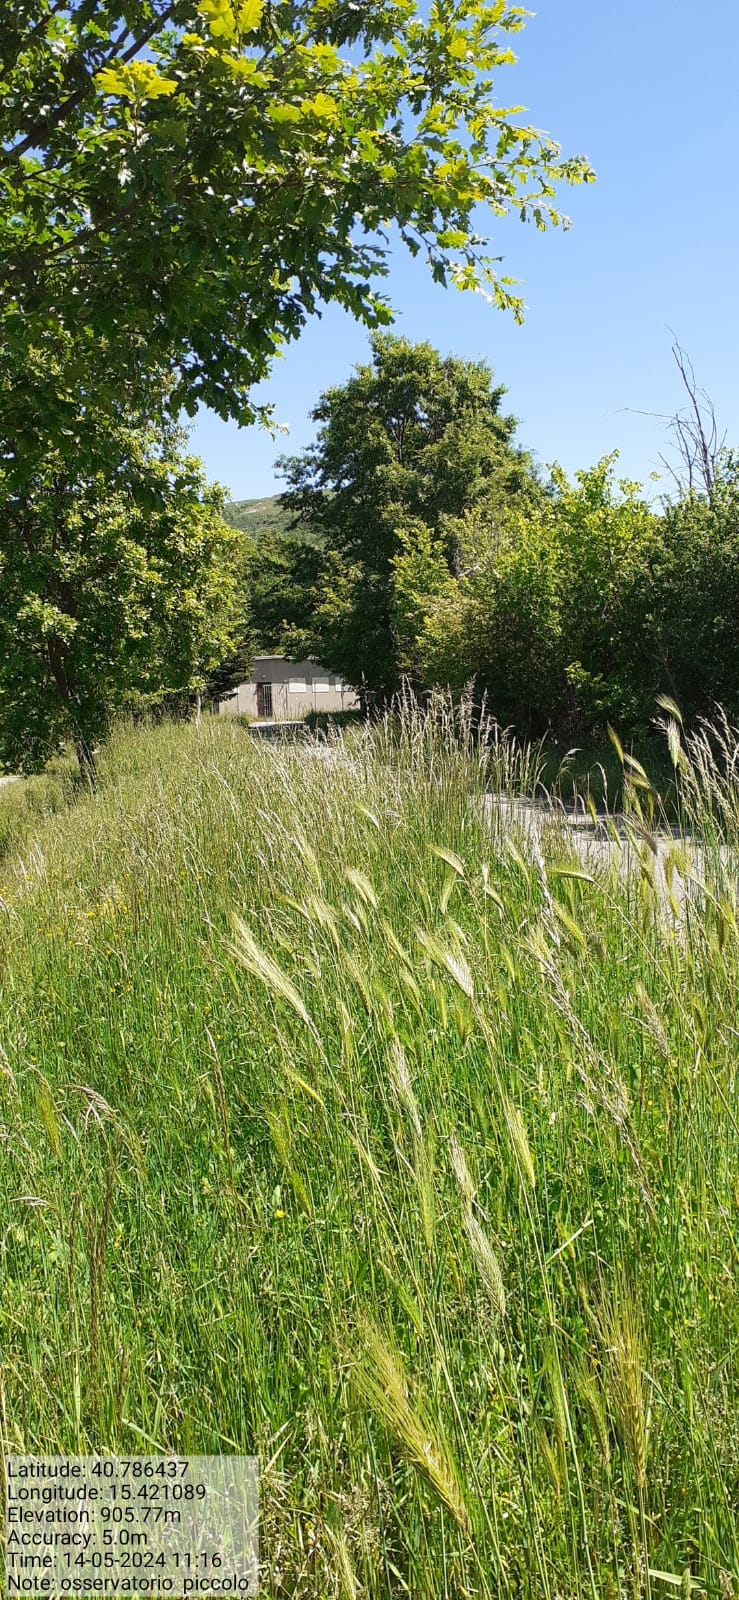 Latitude: 40.786437
Longitude: 15.421089
Elevation: 905.77m
Accuracy: 5.0m
Time: 14-05-2024 11:16
Note: osservatorio piccolo